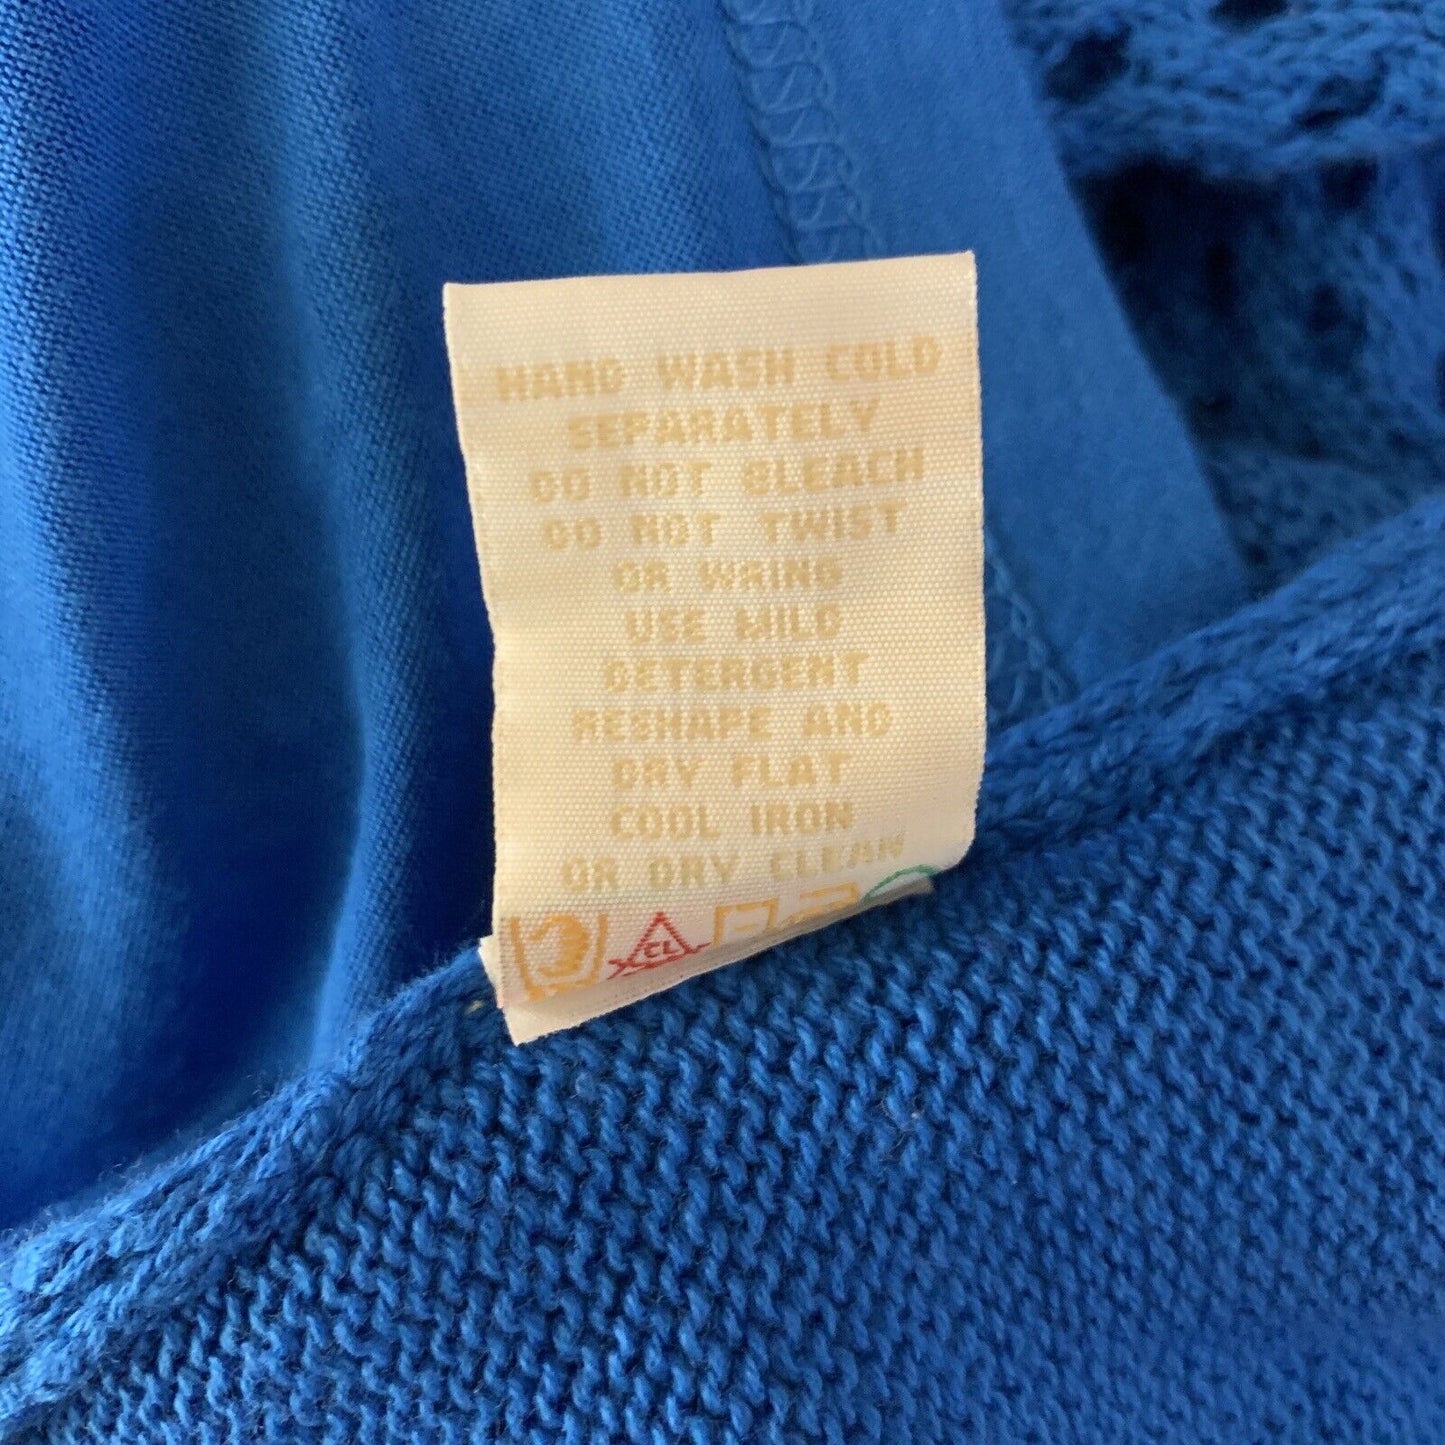 HAND WASH COLD
SEPARATELY
DO NOT BLEACH
DO NOT TWIST
OR WRING
USE MILD
DETERGENT
RESHAPE AND
DRY FLAT
COOL IRON
OR DRY CLEAN
CL